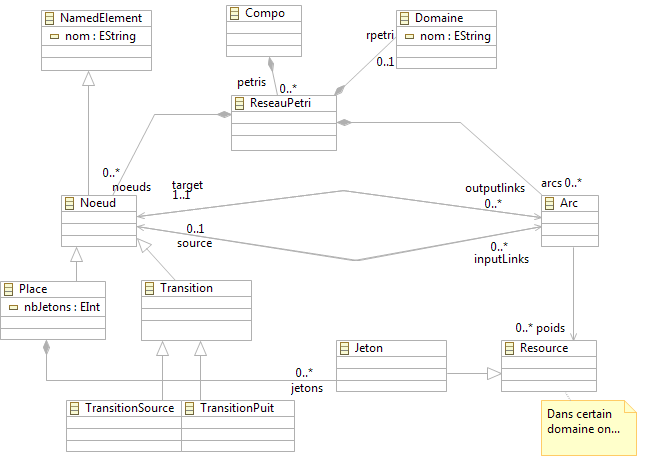 NamedElement
nom : EString
Compo
Domaine
nom : EString
rpetri
0..1
petris
0..*
ReseauPetri
0..*
noeuds
target
1..1
outputlinks
0..*
arcs 0..*
Noeud
Arc
0..1
source
0..*
inputLinks
Place
nbJetons : EInt
Transition
0..* poids
Jeton
Resource
0..*
jetons
TransitionSource
TransitionPuit
Dans certain
domaine on...